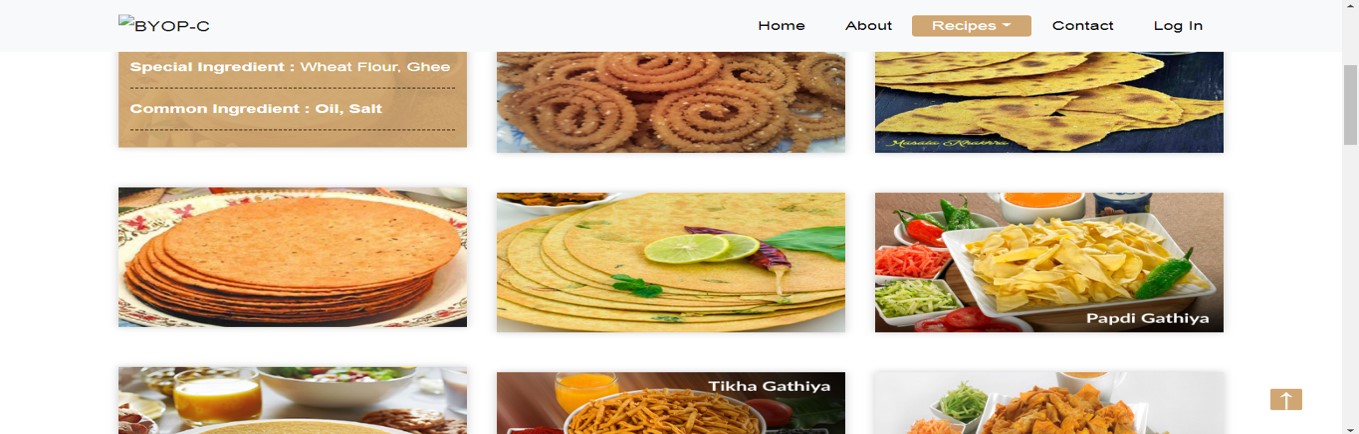 BYOP-C
Home About Recipes Contact Log In
Special Ingredient : Wheat Flour, Ghee
Common Ingredient : Oil, Salt
Masala Khakhra
Papdi Gathiya
Tikha Gathiya